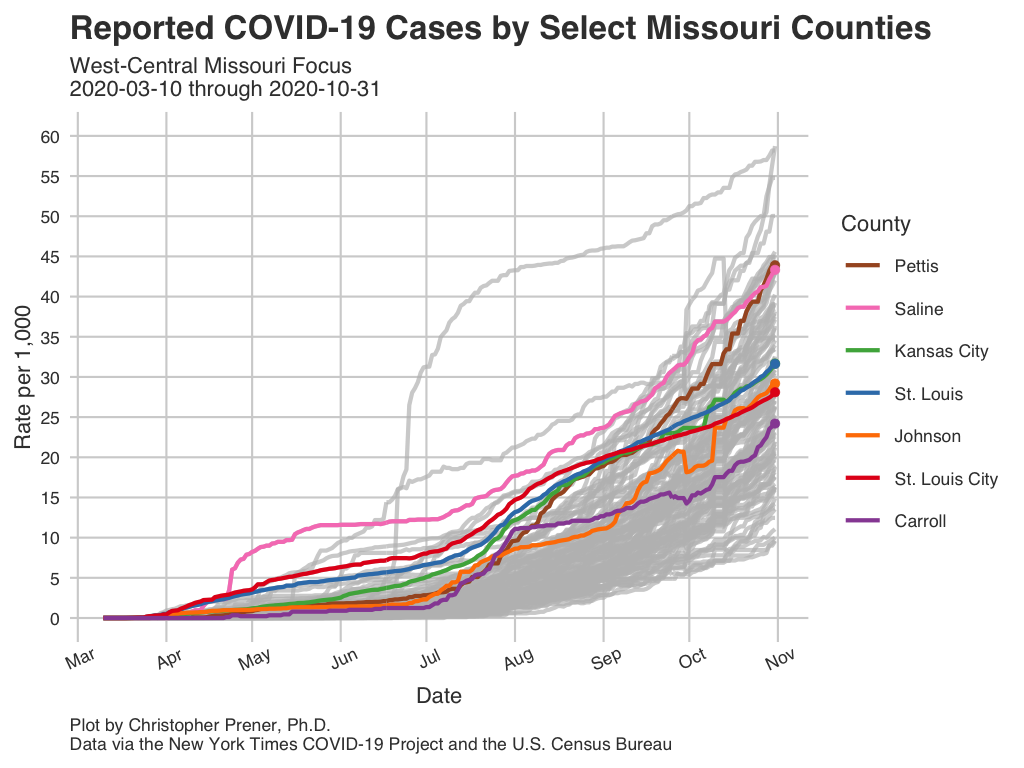 Reported COVID-19 Cases by Select Missouri Counties
West-Central Missouri Focus
2020-03-10 through 2020-10-31
Rate per 1,000
60
55
50
45
40
35
30
25
20
15
10
5
0
Mar
Apr
May
Jun
Jul
Aug
Sep
Oct
Nov
Date
County
Pettis
Saline
Kansas City
St. Louis
Johnson
St. Louis City
Carroll
Plot by Christopher Prener, Ph.D.
Data via the New York Times COVID-19 Project and the U.S. Census Bureau